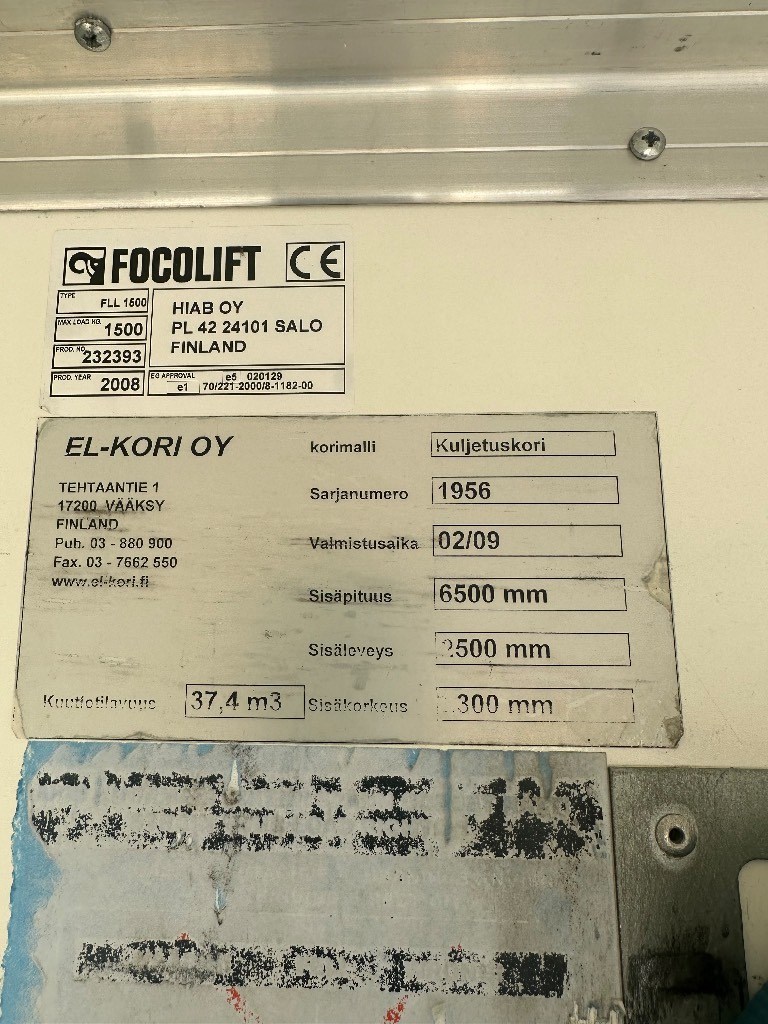 FOCOLIFT CE
TYPE FLL 1500
MAX LOAD KG 1500
PROD. NO. 232393
PROD. YEAR 2008
HIAB OY
PL 42 24101 SALO
FINLAND
EG APPROVAL e5 020129
e1 70/221-2000/8-1182-00
EL-KORI OY
TEHTAANTIE 1
17200 VÄÄKSY
FINLAND
Puh. 03 - 880 900
Fax. 03 - 7662 550
www.el-kori.fi
korimalli Kuljetuskori
Sarjanumero 1956
Valmistusaika 02/09
Sisäpituus 6500 mm
Sisäleveys 2500 mm
Kuutiotilavuus 37,4 m3
Sisäkorkeus 300 mm